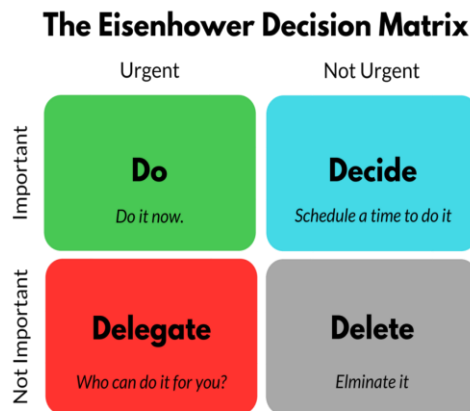 The Eisenhower Decision Matrix
Urgent
Not Urgent
Important
Do
Do it now.
Decide
Schedule a time to do it
Not Important
Delegate
Who can do it for you?
Delete
Elminate it